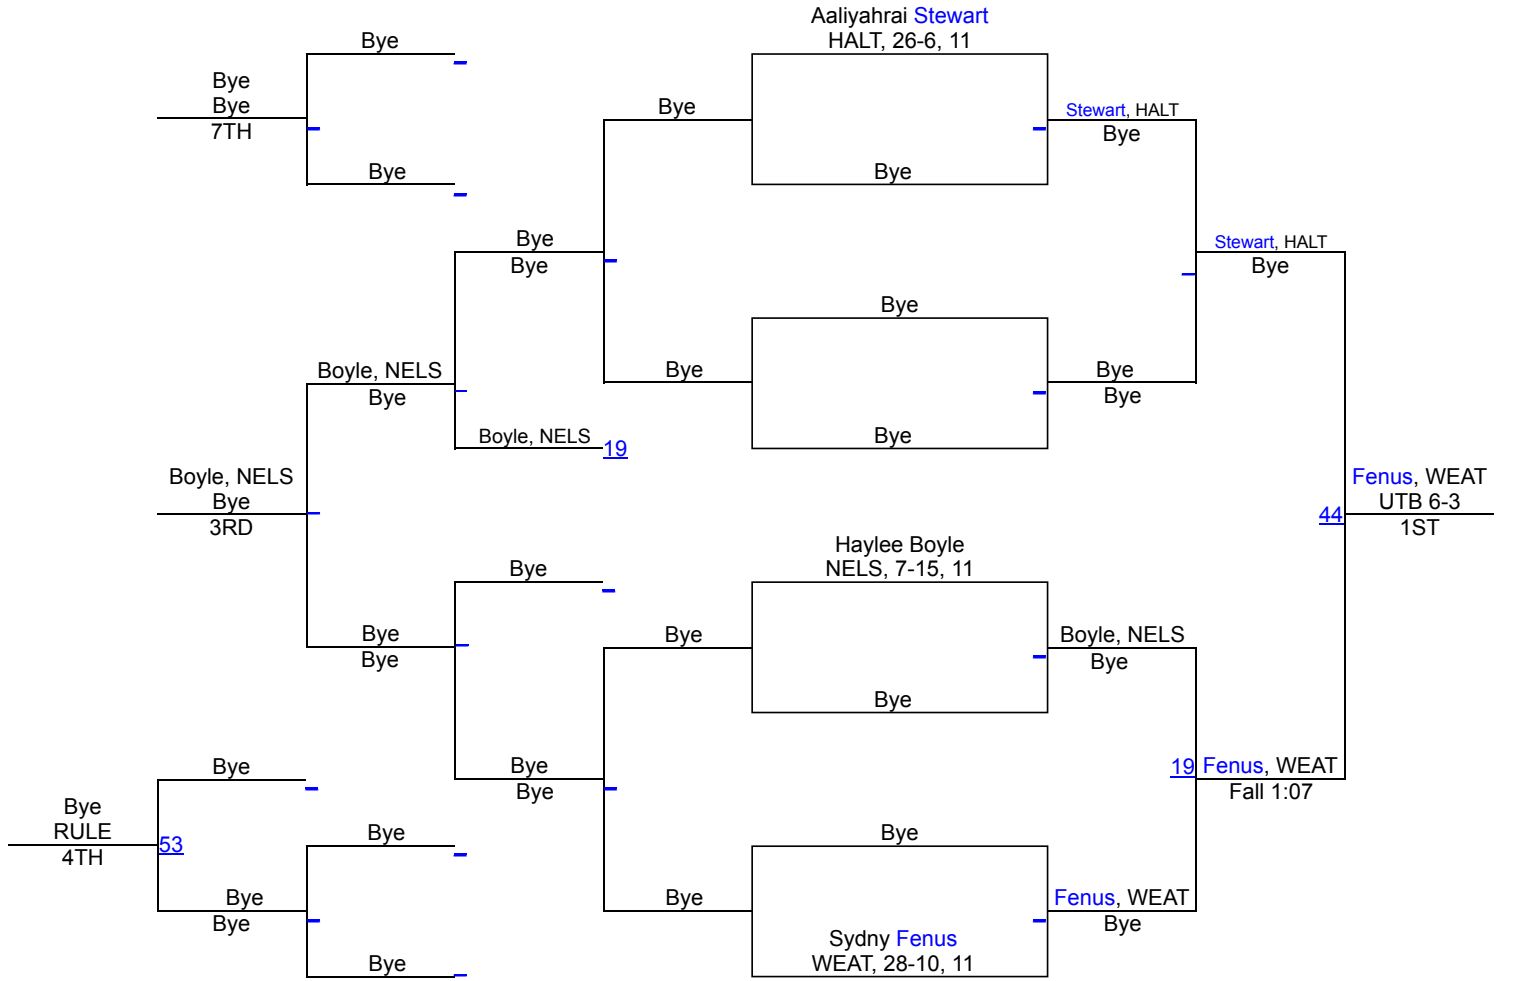 Aaliyahrai Stewart
HALT, 26-6, 11
Bye
Bye
Bye
7TH
Bye
Bye
Stewart, HALT
Bye
Bye
Bye
Bye
Stewart, HALT
Bye
Bye
Boyle, NELS
Bye
Bye
Bye
Bye
Boyle, NELS
19
Bye
Boyle, NELS
Bye
3RD
Fenus, WEAT
UTB 6-3
44
1ST
Haylee Boyle
NELS, 7-15, 11
Bye
Bye
Bye
Bye
Boyle, NELS
Bye
Bye
Bye
Bye
Bye
19
Fenus, WEAT
Fall 1:07
Bye
RULE
53
4TH
Bye
Bye
Bye
Bye
Bye
Fenus, WEAT
Bye
Sydny Fenus
WEAT, 28-10, 11
Bye